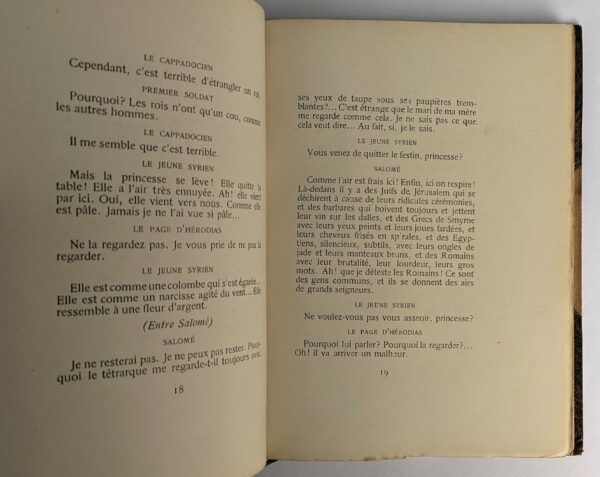 LE CAPPADOCIEN
Cependant, c'est terrible d'étrangler un roi.
PREMIER SOLDAT
Pourquoi? Les rois n'ont qu'un cou, comme
les autres hommes.
LE CAPPADOCIEN
Il me semble que c'est terrible.
LE JEUNE SYRIEN
Mais la princesse se lève! Elle quitte la
table! Elle a l'air très ennuyée. Ah! elle vient
par ici. Oui, elle vient vers nous. Comme elle
est pâle. Jamais je ne l'ai vue si pâle...
LE PAGE D'HÉRODIAS
Ne la regardez pas. Je vous prie de ne pas la
regarder.
LE JEUNE SYRIEN
Elle est comme une colombe qui s'est égarée...
Elle est comme un narcisse agité du vent... Elle
ressemble à une fleur d'argent.
(Entre Salomé)
SALOMÉ
Je ne resterai pas. Je ne peux pas rester. Pour-
quoi le tétrarque me regarde-t-il toujours avec
18
ses yeux de taupe sous ses paupières trem-
blantes?... C'est étrange que le mari de ma mère
me regarde comme cela. Je ne sais pas ce que
cela veut dire... Au fait, si, je le sais.
LE JEUNE SYRIEN
Vous venez de quitter le festin, princesse?
SALOMÉ
Comme l'air est frais ici! Enfin, ici on respire!
Là-dedans il y a des Juifs de Jérusalem qui se
déchirent à cause de leurs ridicules cérémonies,
et des barbares qui boivent toujours et jettent
leur vin sur les dalles, et des Grecs de Smyrne
avec leurs yeux peints et leurs joues fardées, et
leurs cheveux frisés en spirales, et des Egyp-
tiens, silencieux, subtils, avec leurs ongles de
jade et leurs manteaux bruns, et des Romains
avec leur brutalité, leur lourdeur, leurs gros
mots. Ah! que je déteste les Romains! Ce sont
des gens communs, et ils se donnent des airs
de grands seigneurs.
LE JEUNE SYRIEN
Ne voulez-vous pas vous asseoir, princesse?
LE PAGE D'HÉRODIAS
Pourquoi lui parler? Pourquoi la regarder?...
Oh! il va arriver un malheur.
19